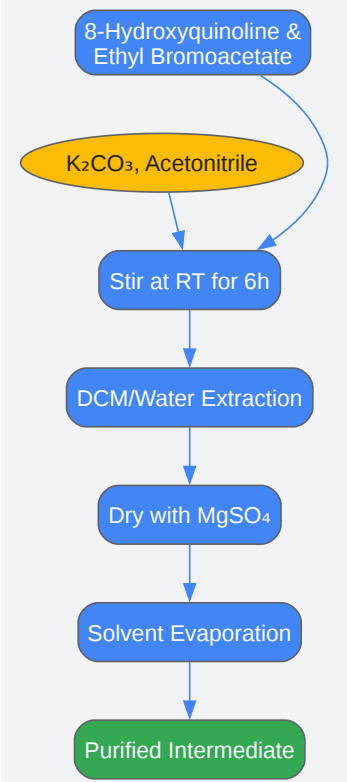 8-Hydroxyquinoline &
Ethyl Bromoacetate
K₂CO₃, Acetonitrile
Stir at RT for 6h
DCM/Water Extraction
Dry with MgSO₄
Solvent Evaporation
Purified Intermediate